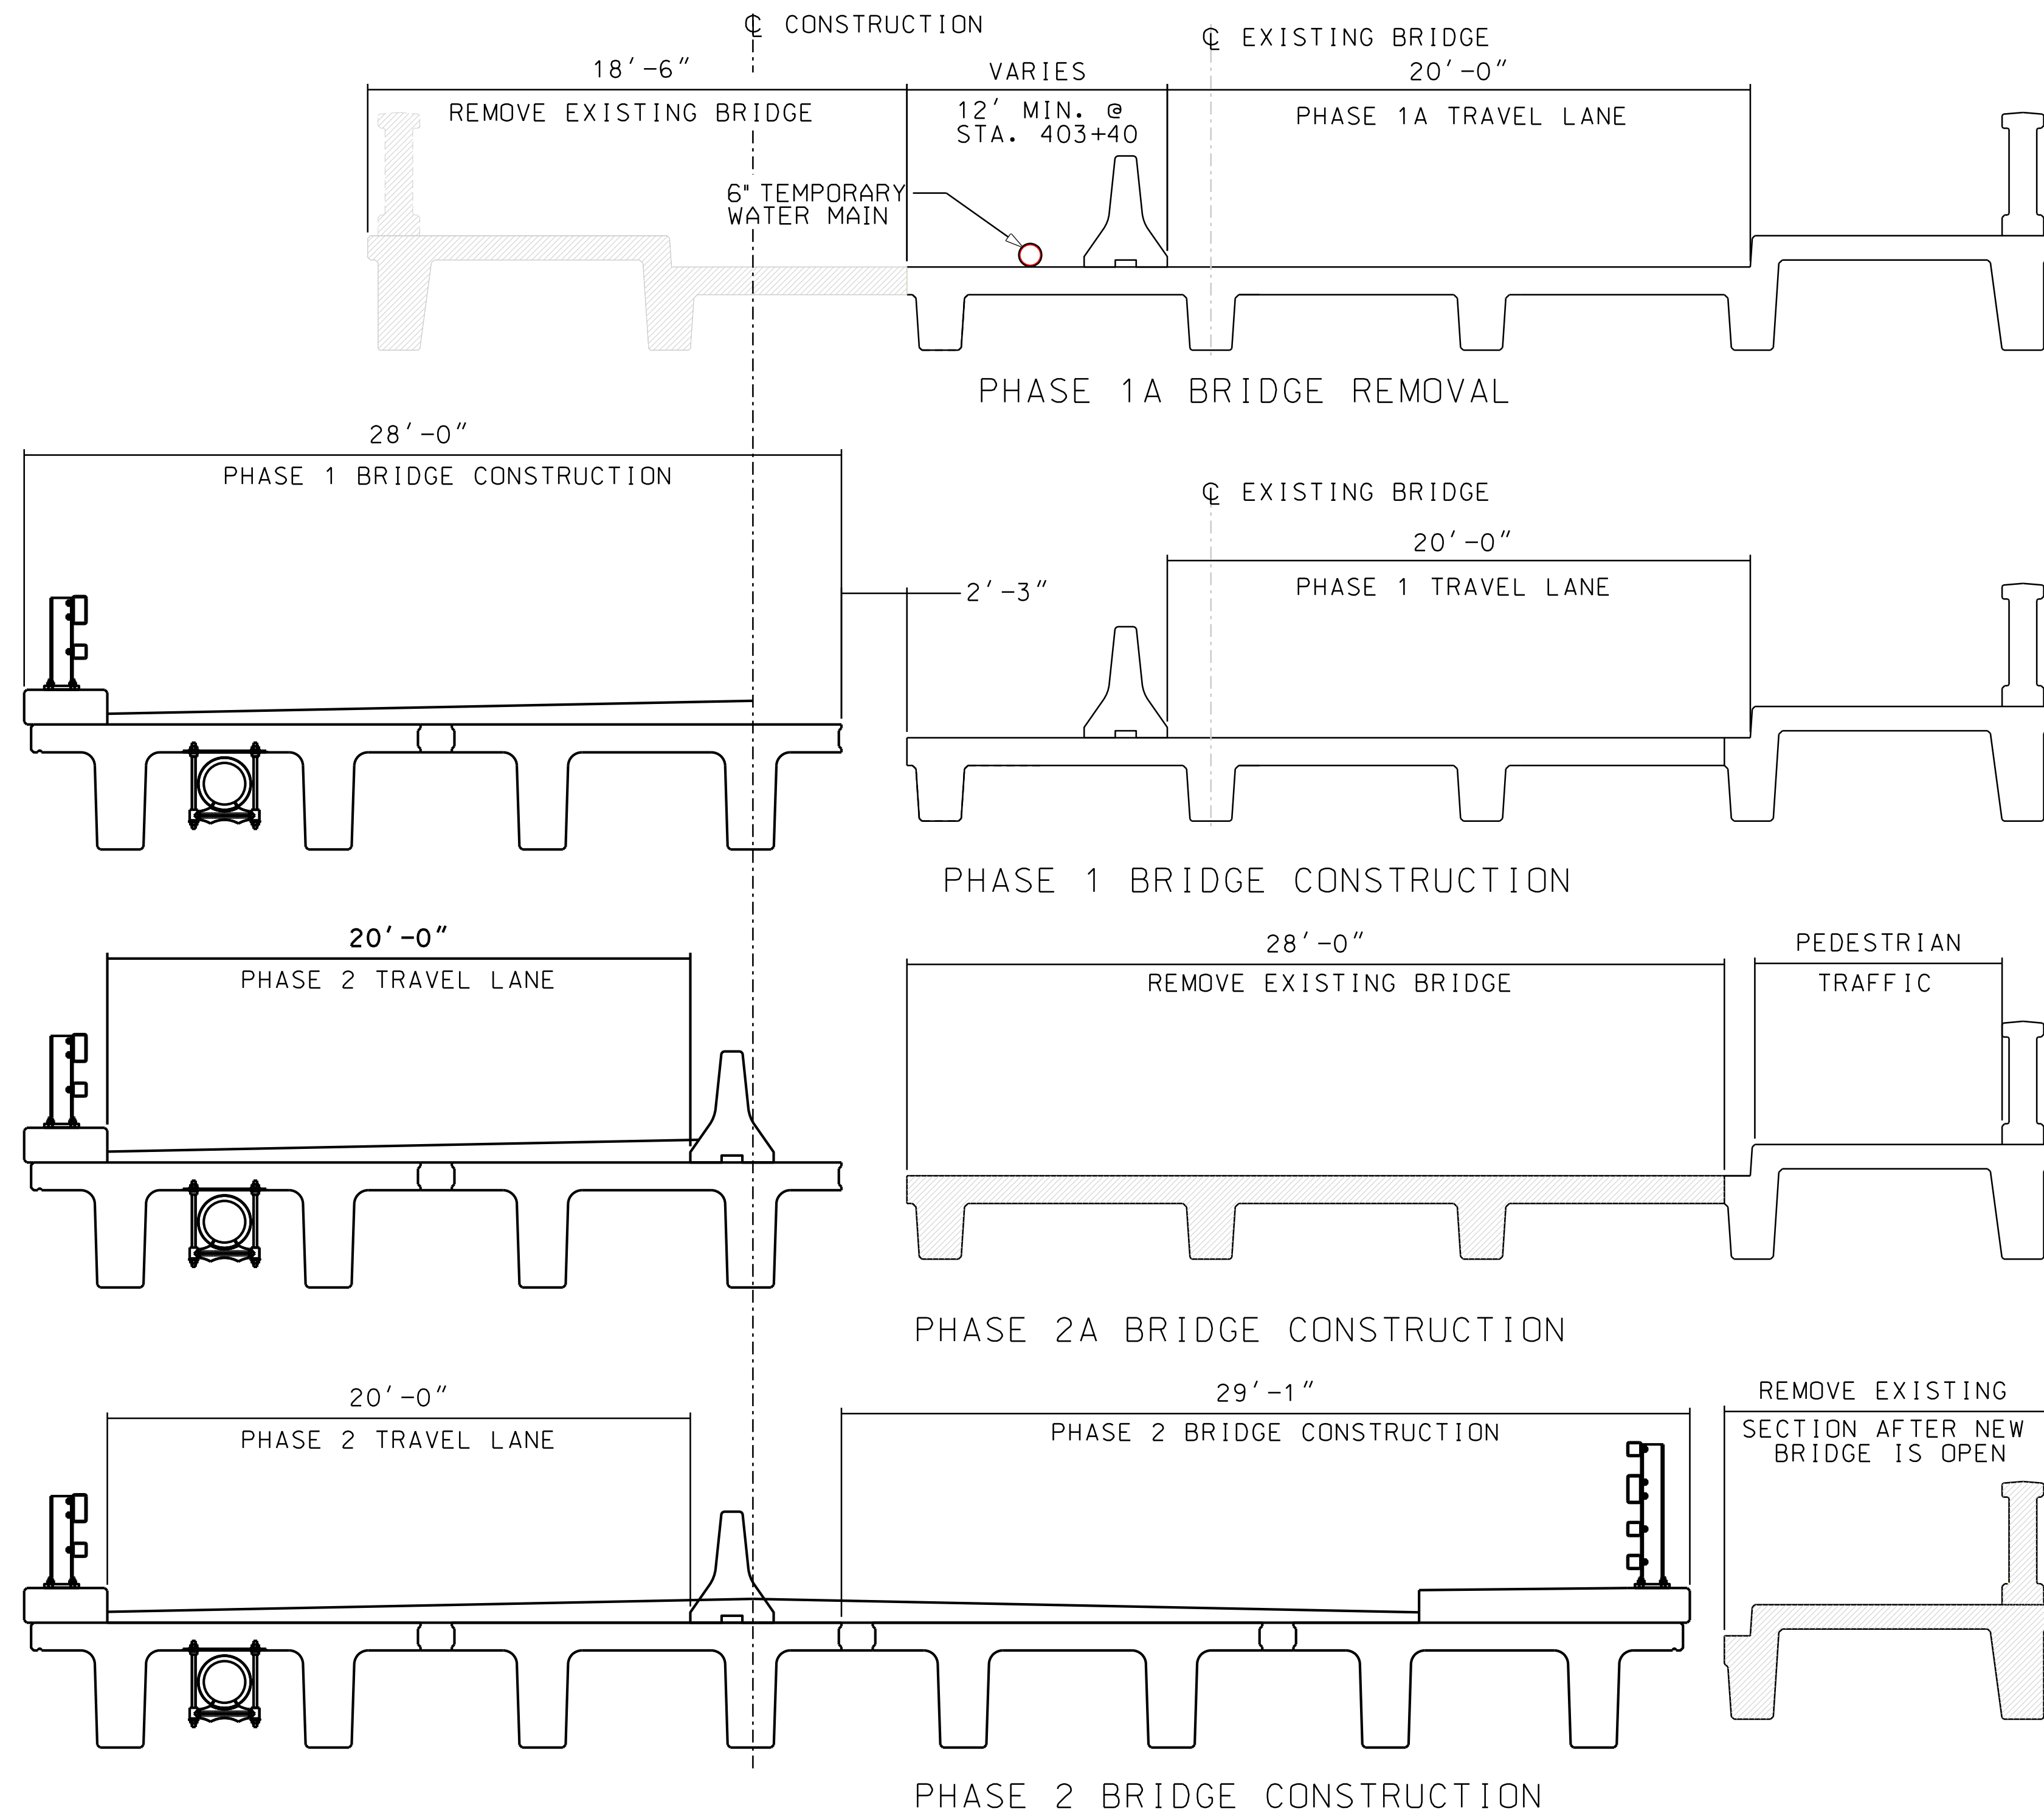 ℄ CONSTRUCTION
℄ EXISTING BRIDGE
18'-6"
VARIES
20'-0"
REMOVE EXISTING BRIDGE
12' MIN. @
STA. 403+40
PHASE 1A TRAVEL LANE
6" TEMPORARY
WATER MAIN
PHASE 1A BRIDGE REMOVAL
28'-0"
PHASE 1 BRIDGE CONSTRUCTION
℄ EXISTING BRIDGE
20'-0"
2'-3"
PHASE 1 TRAVEL LANE
PHASE 1 BRIDGE CONSTRUCTION
20'-0"
28'-0"
PEDESTRIAN
PHASE 2 TRAVEL LANE
REMOVE EXISTING BRIDGE
TRAFFIC
PHASE 2A BRIDGE CONSTRUCTION
20'-0"
29'-1"
REMOVE EXISTING
PHASE 2 TRAVEL LANE
PHASE 2 BRIDGE CONSTRUCTION
SECTION AFTER NEW
BRIDGE IS OPEN
PHASE 2 BRIDGE CONSTRUCTION